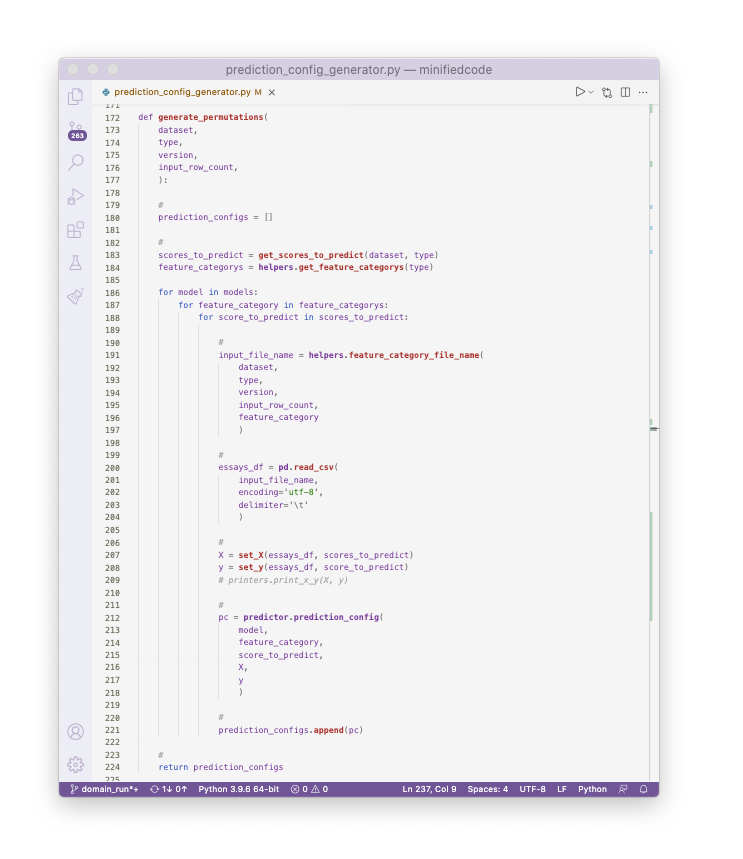 prediction_config_generator.py — minifiedcode
prediction_config_generator.py M
171
172 def generate_permutations(
173 dataset,
174 type,
175 version,
176 input_row_count,
177 ):
178
179 #
180 prediction_configs = []
181
182 #
183 scores_to_predict = get_scores_to_predict(dataset, type)
184 feature_categorys = helpers.get_feature_categorys(type)
185
186 for model in models:
187 for feature_category in feature_categorys:
188 for score_to_predict in scores_to_predict:
189
190 #
191 input_file_name = helpers.feature_category_file_name(
192 dataset,
193 type,
194 version,
195 input_row_count,
196 feature_category
197 )
198
199 #
200 essays_df = pd.read_csv(
201 input_file_name,
202 encoding='utf-8',
203 delimiter='\t'
204 )
205
206 #
207 X = set_X(essays_df, scores_to_predict)
208 y = set_y(essays_df, score_to_predict)
209 # printers.print_x_y(X, y)
210
211 #
212 pc = predictor.prediction_config(
213 model,
214 feature_category,
215 score_to_predict,
216 X,
217 y
218 )
219
220 #
221 prediction_configs.append(pc)
222
223 #
224 return prediction_configs
225
263
domain_run*+ 1↓ 0↑ Python 3.9.6 64-bit 0 0 Ln 237, Col 9 Spaces: 4 UTF-8 LF Python